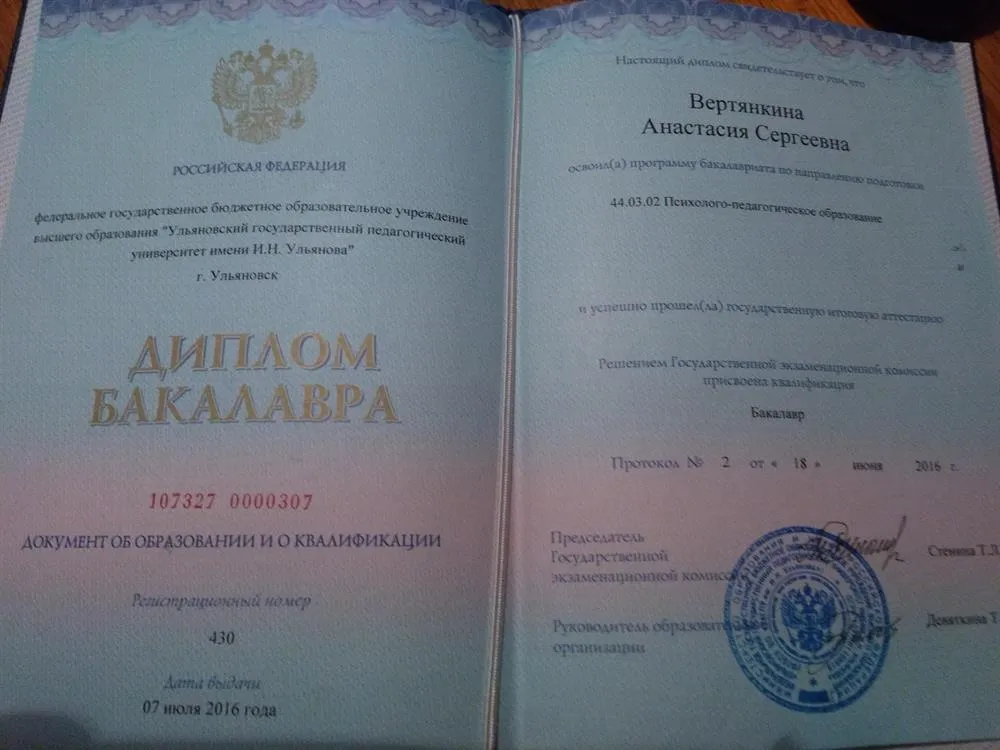 РОССИЙСКАЯ ФЕДЕРАЦИЯ
федеральное государственное бюджетное образовательное учреждение
высшего образования "Ульяновский государственный педагогический
университет имени И.Н. Ульянова"
г. Ульяновск
ДИПЛОМ
БАКАЛАВРА
107327 0000307
ДОКУМЕНТ ОБ ОБРАЗОВАНИИ И О КВАЛИФИКАЦИИ
Регистрационный номер
430
Дата выдачи
07 июля 2016 года
Настоящий диплом свидетельствует о том, что
Вертянкина
Анастасия Сергеевна
освоил(а) программу бакалавриата по направлению подготовки
44.03.02 Психолого-педагогическое образование
и успешно прошел(ла) государственную итоговую аттестацию
Решением Государственной экзаменационной комиссии
присвоена квалификация
Бакалавр
Протокол № 2 от « 18 » июня 2016 г.
Председатель
Государственной
экзаменационной комисс
Стенина Т.Л
Руководитель образоват
Девяткина Т
организации